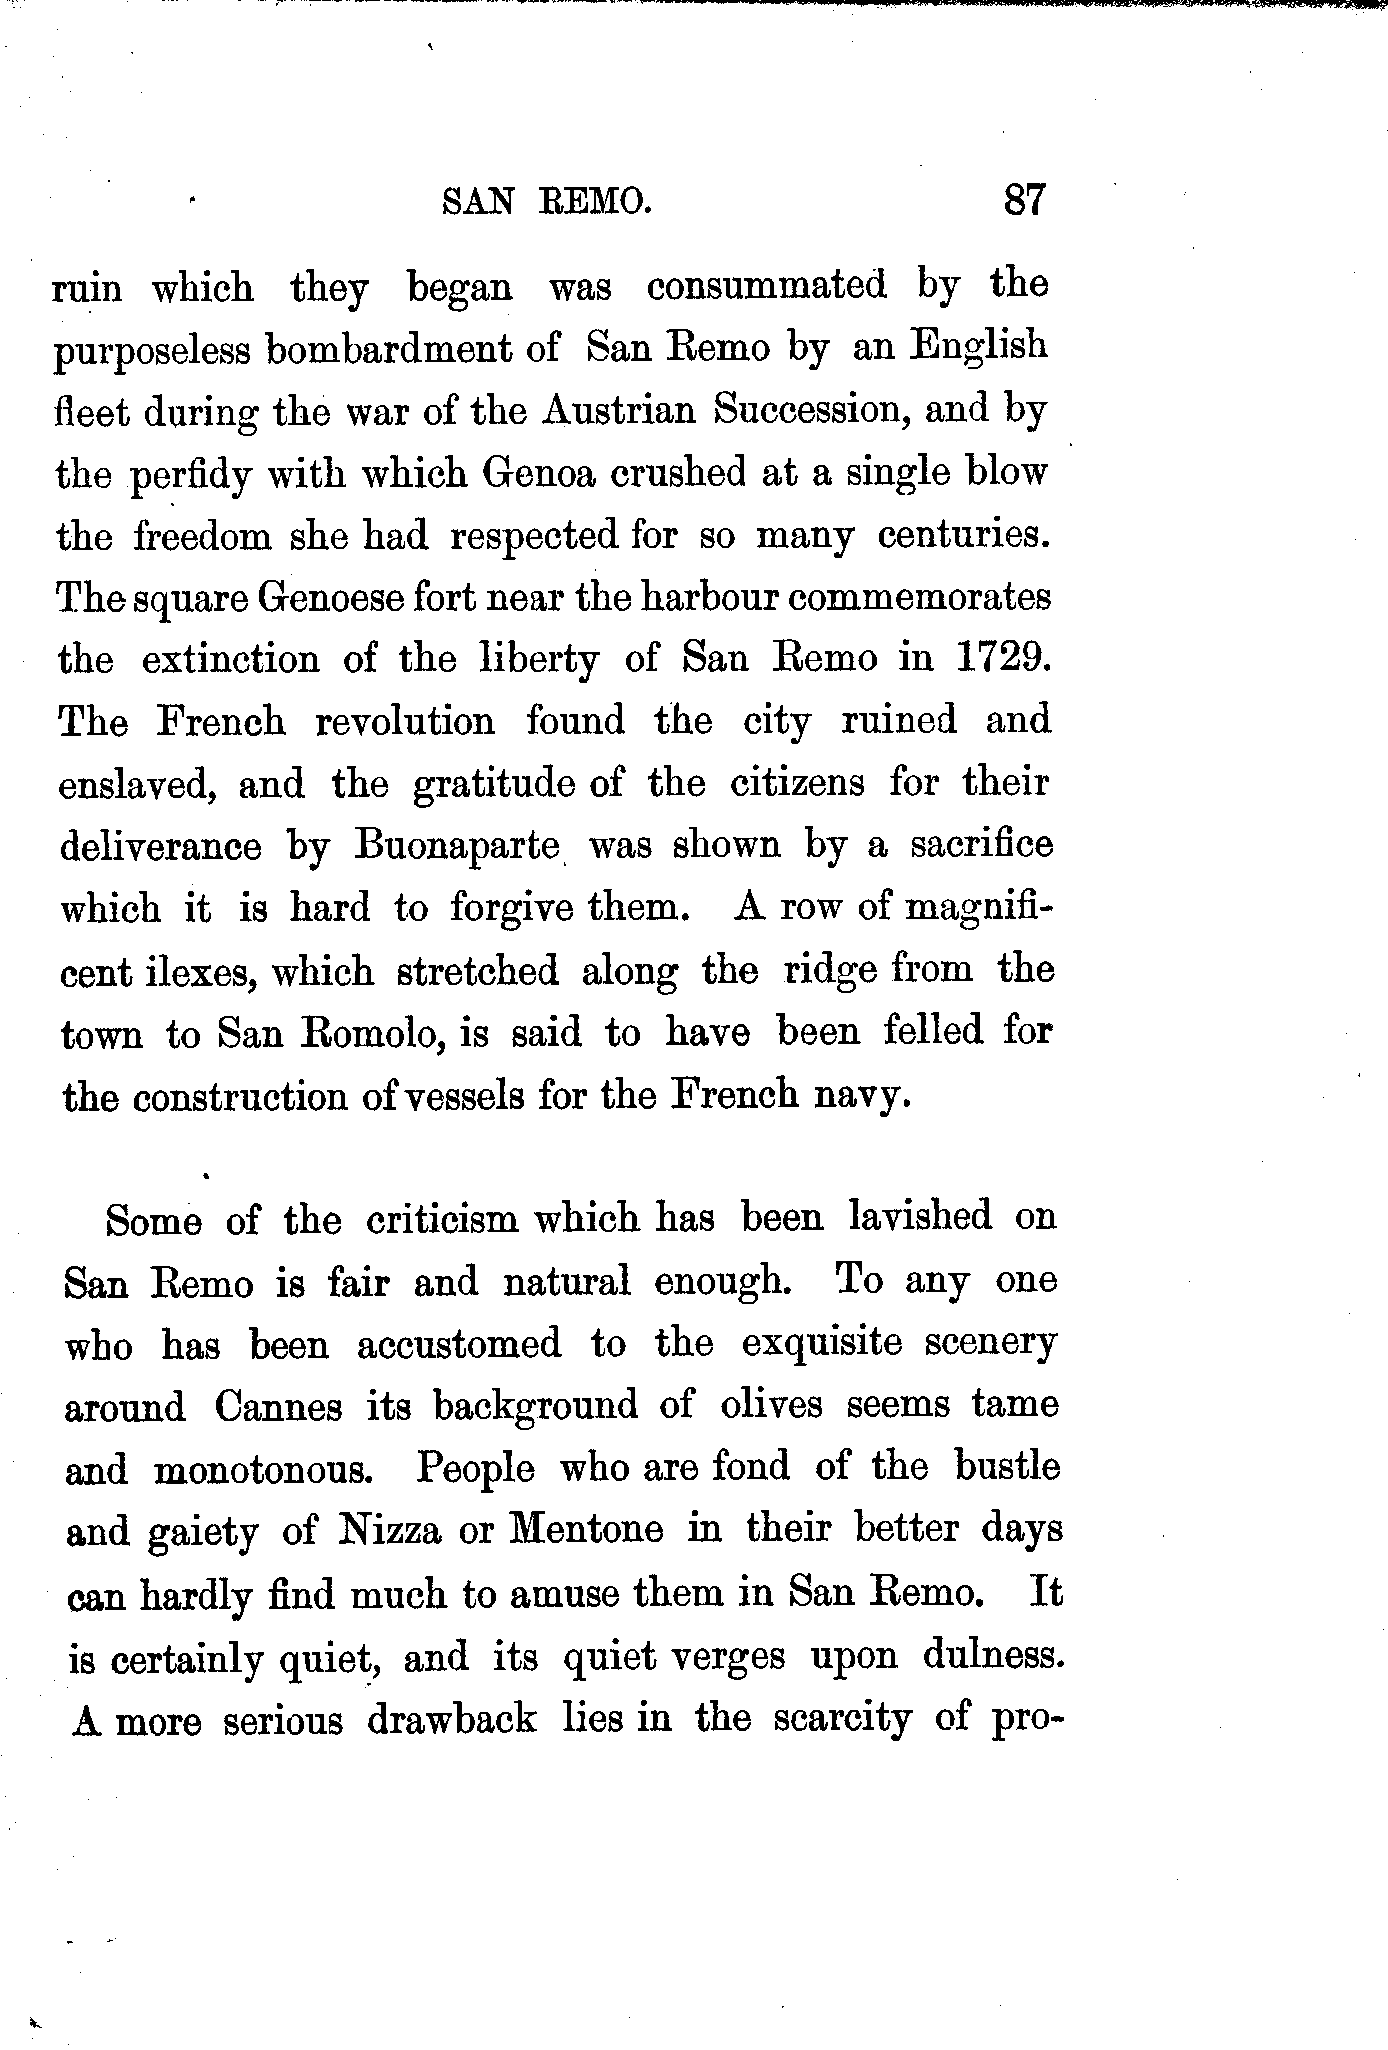 SAN REMO. 87
ruin which they began was consummated by the
purposeless bombardment of San Remo by an English
fleet during the war of the Austrian Succession, and by
the perfidy with which Genoa crushed at a single blow
the freedom she had respected for so many centuries.
The square Genoese fort near the harbour commemorates
the extinction of the liberty of San Remo in 1729.
The French revolution found the city ruined and
enslaved, and the gratitude of the citizens for their
deliverance by Buonaparte was shown by a sacrifice
which it is hard to forgive them. A row of magnifi-
cent ilexes, which stretched along the ridge from the
town to San Romolo, is said to have been felled for
the construction of vessels for the French navy.
Some of the criticism which has been lavished on
San Remo is fair and natural enough. To any one
who has been accustomed to the exquisite scenery
around Cannes its background of olives seems tame
and monotonous. People who are fond of the bustle
and gaiety of Nizza or Mentone in their better days
can hardly find much to amuse them in San Remo. It
is certainly quiet, and its quiet verges upon dulness.
A more serious drawback lies in the scarcity of pro-